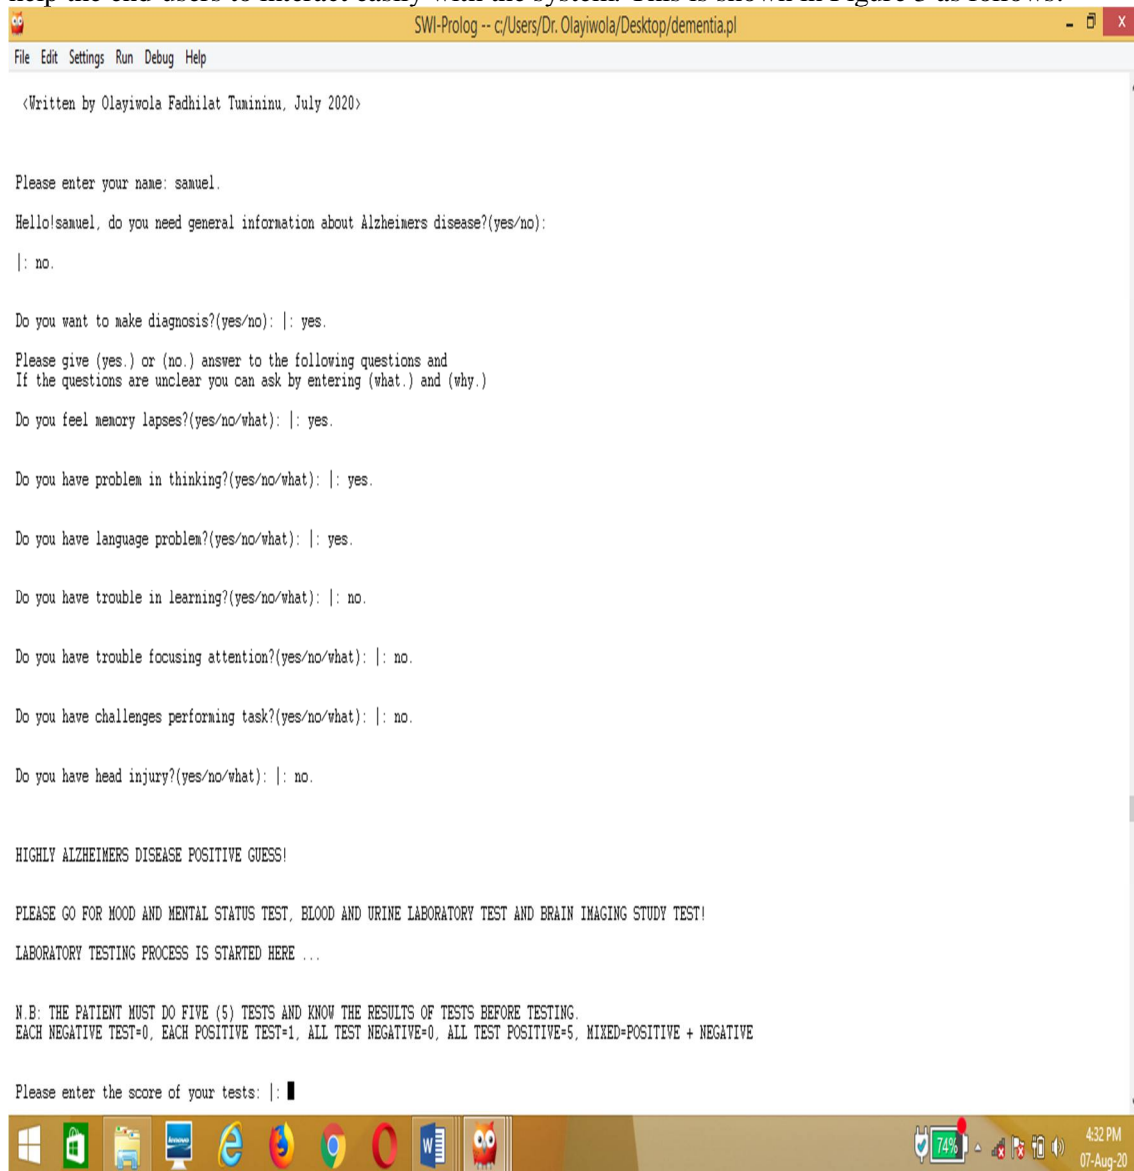 help the end-users to interact easily with the system. This is shown in Figure 3 as follows:
SWI-Prolog -- c:/Users/Dr. Olayiwola/Desktop/dementia.pl
File Edit Settings Run Debug Help
<Written by Olayiwola Fadhilat Tumininu, July 2020>
Please enter your name: samuel.
Hello!samuel, do you need general information about Alzheimers disease?(yes/no):
|: no.
Do you want to make diagnosis?(yes/no): |: yes.
Please give (yes.) or (no.) answer to the following questions and
If the questions are unclear you can ask by entering (what.) and (why.)
Do you feel memory lapses?(yes/no/what): |: yes.
Do you have problem in thinking?(yes/no/what): |: yes.
Do you have language problem?(yes/no/what): |: yes.
Do you have trouble in learning?(yes/no/what): |: no.
Do you have trouble focusing attention?(yes/no/what): |: no.
Do you have challenges performing task?(yes/no/what): |: no.
Do you have head injury?(yes/no/what): |: no.
HIGHLY ALZHEIMERS DISEASE POSITIVE GUESS!
PLEASE GO FOR MOOD AND MENTAL STATUS TEST, BLOOD AND URINE LABORATORY TEST AND BRAIN IMAGING STUDY TEST!
LABORATORY TESTING PROCESS IS STARTED HERE ...
N.B: THE PATIENT MUST DO FIVE (5) TESTS AND KNOW THE RESULTS OF TESTS BEFORE TESTING.
EACH NEGATIVE TEST=0, EACH POSITIVE TEST=1, ALL TEST NEGATIVE=0, ALL TEST POSITIVE=5, MIXED=POSITIVE + NEGATIVE
Please enter the score of your tests: |:
74%
4:32 PM
07-Aug-20